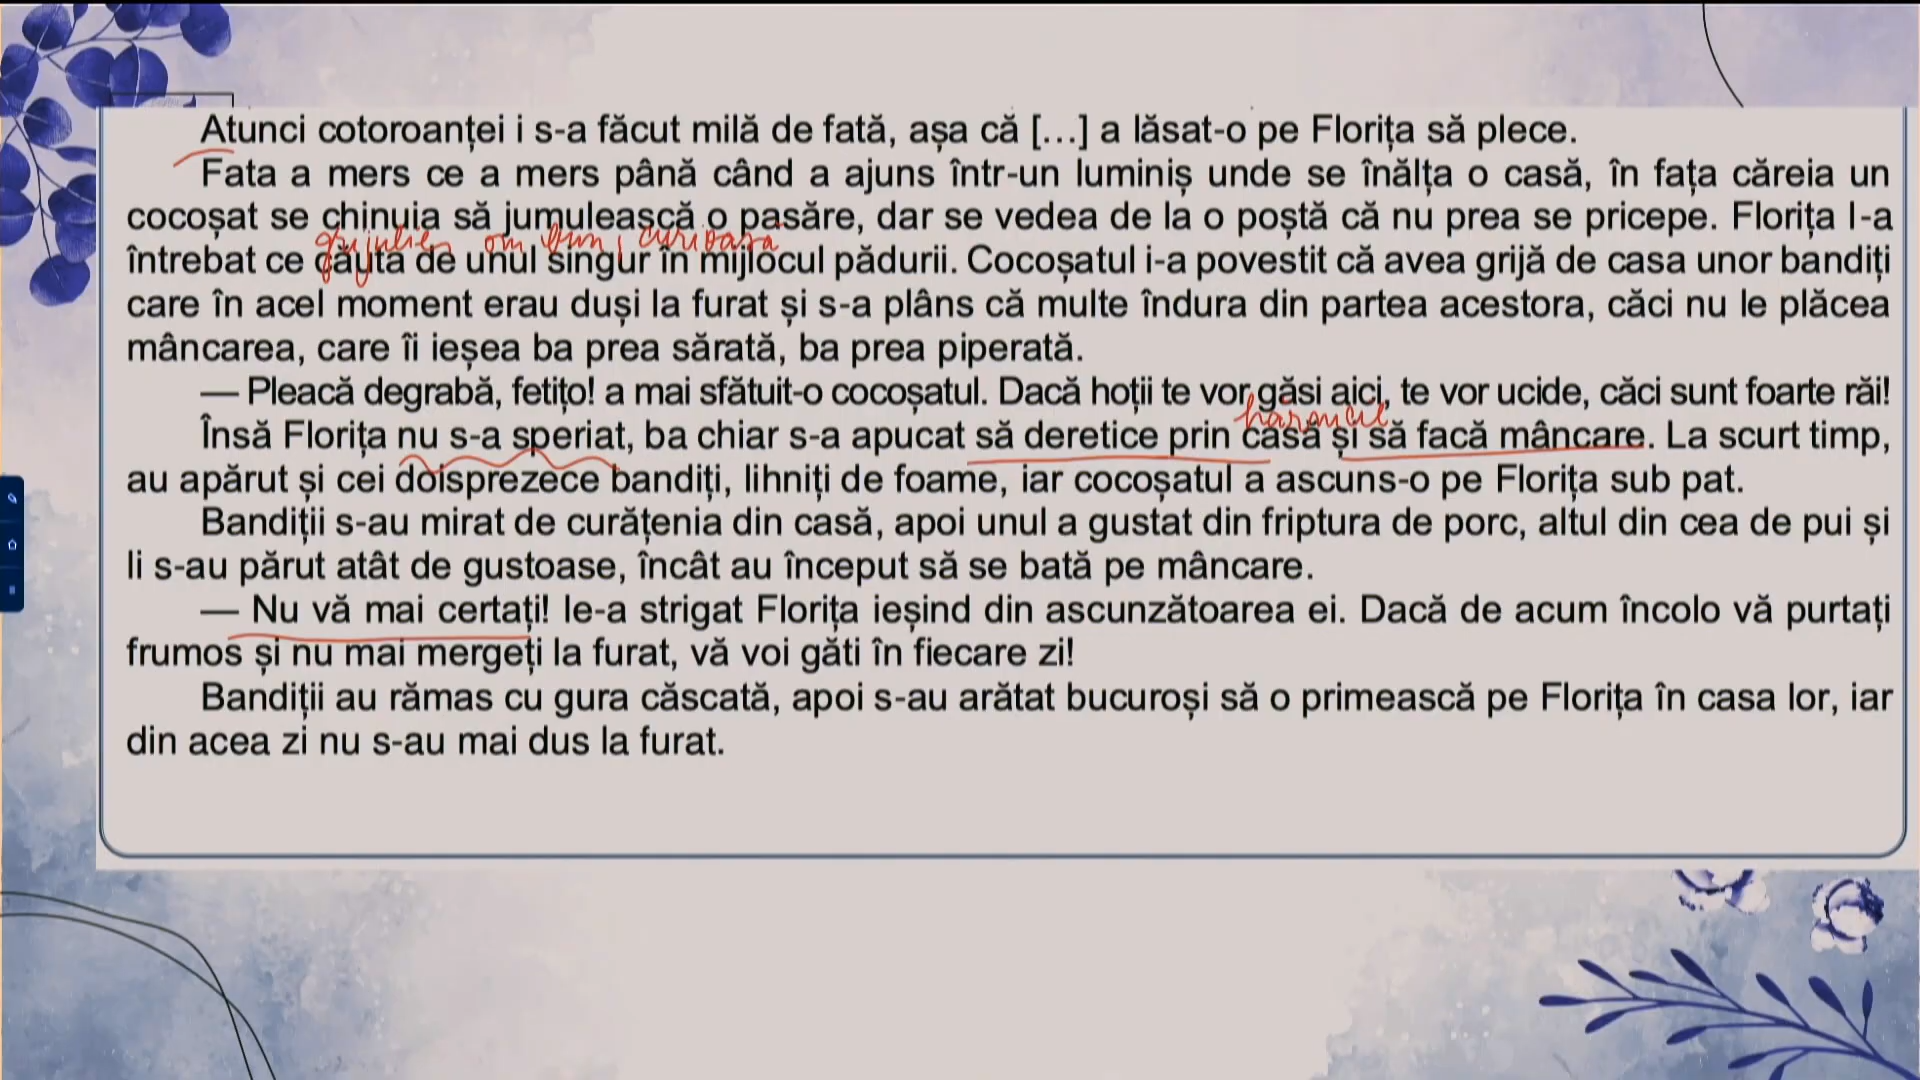 Atunci cotoroanței i s-a făcut milă de fată, așa că [...] a lăsat-o pe Florița să plece.
Fata a mers ce a mers până când a ajuns într-un luminiș unde se înălța o casă, în fața căreia un
cocoșat se chinuia să jumulească o pasăre, dar se vedea de la o poștă că nu prea se pricepe. Florița l-a
grijulie, om bun, curioasă
întrebat ce căuta de unul singur în mijlocul pădurii. Cocoșatul i-a povestit că avea grijă de casa unor bandiți
care în acel moment erau duși la furat și s-a plâns că multe îndura din partea acestora, căci nu le plăcea
mâncarea, care îi ieșea ba prea sărată, ba prea piperată.
— Pleacă degrabă, fetițo! a mai sfătuit-o cocoșatul. Dacă hoții te vor găsi aici, te vor ucide, căci sunt foarte răi!
harnică
Însă Florița nu s-a speriat, ba chiar s-a apucat să deretice prin casă și să facă mâncare. La scurt timp,
au apărut și cei doisprezece bandiți, lihniți de foame, iar cocoșatul a ascuns-o pe Florița sub pat.
Bandiții s-au mirat de curățenia din casă, apoi unul a gustat din friptura de porc, altul din cea de pui și
li s-au părut atât de gustoase, încât au început să se bată pe mâncare.
— Nu vă mai certați! le-a strigat Florița ieșind din ascunzătoarea ei. Dacă de acum încolo vă purtați
frumos și nu mai mergeți la furat, vă voi găti în fiecare zi!
Bandiții au rămas cu gura căscată, apoi s-au arătat bucuroși să o primească pe Florița în casa lor, iar
din acea zi nu s-au mai dus la furat.